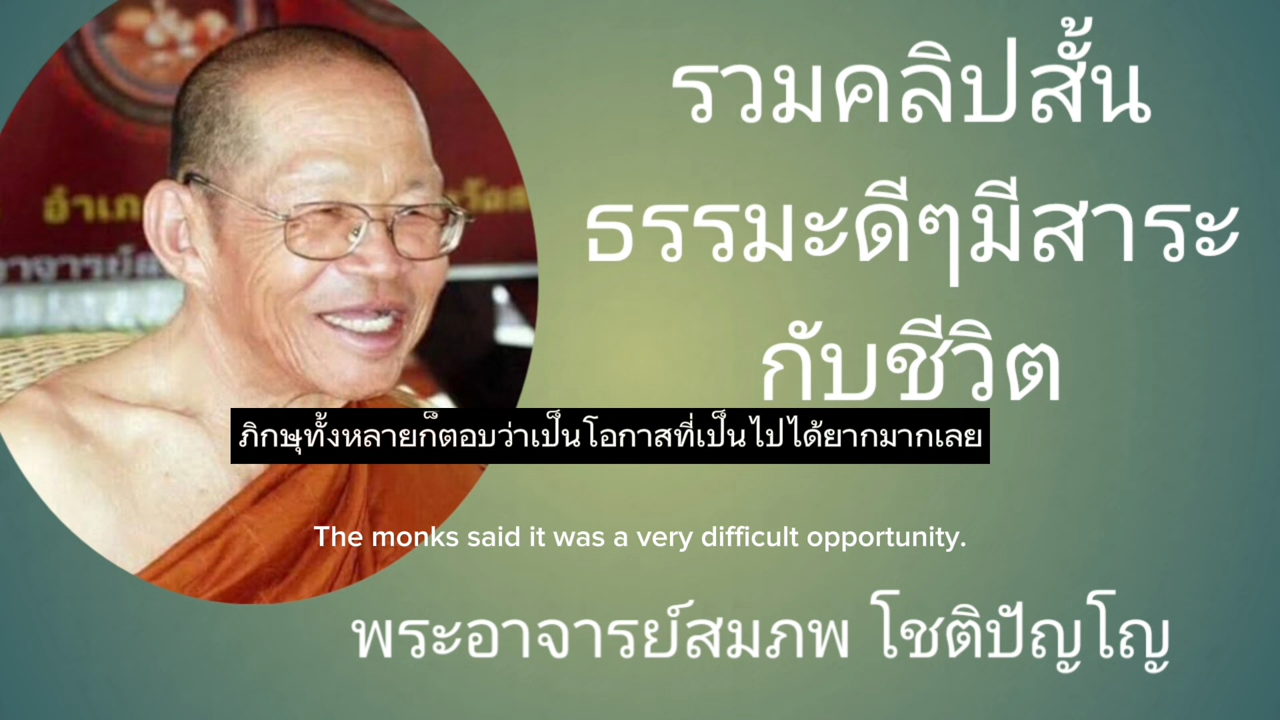 รวมคลิปสั้น
ธรรมะดีๆมีสาระ
กับชีวิต
อำเภ
ภิกษุทั้งหลายก็ตอบว่าเป็นโอกาสที่เป็นไปได้ยากมากเลย
The monks said it was a very difficult opportunity.
พระอาจารย์สมภพ โชติปัญโญ